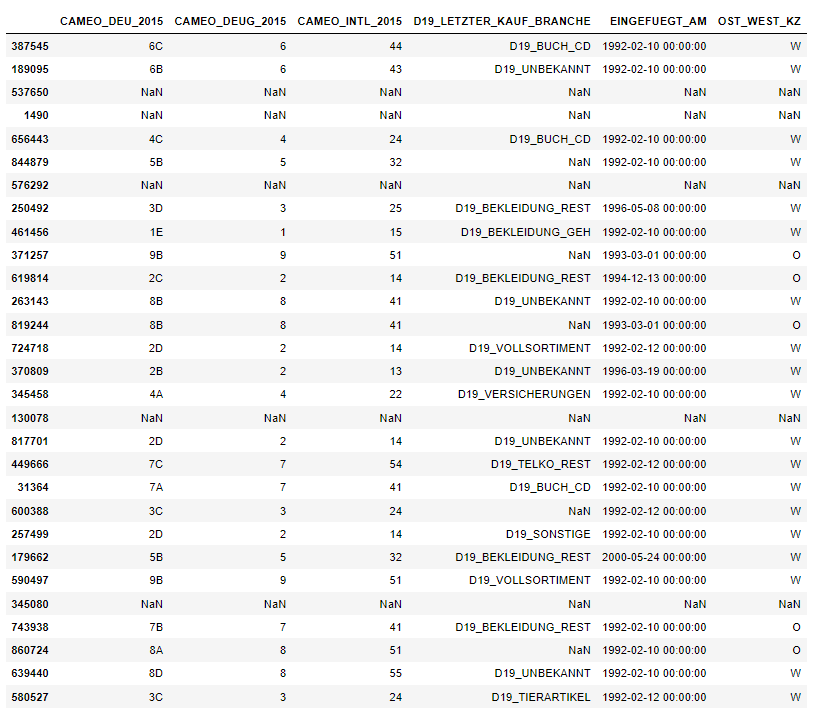 CAMEO_DEU_2015 CAMEO_DEUG_2015 CAMEO_INTL_2015 D19_LETZTER_KAUF_BRANCHE EINGEFUEGT_AM OST_WEST_KZ
387545 6C 6 44 D19_BUCH_CD 1992-02-10 00:00:00 W
189095 6B 6 43 D19_UNBEKANNT 1992-02-10 00:00:00 W
537650 NaN NaN NaN NaN NaN NaN
1490 NaN NaN NaN NaN NaN NaN
656443 4C 4 24 D19_BUCH_CD 1992-02-10 00:00:00 W
844879 5B 5 32 NaN 1992-02-10 00:00:00 W
576292 NaN NaN NaN NaN NaN NaN
250492 3D 3 25 D19_BEKLEIDUNG_REST 1996-05-08 00:00:00 W
461456 1E 1 15 D19_BEKLEIDUNG_GEH 1992-02-10 00:00:00 W
371257 9B 9 51 NaN 1993-03-01 00:00:00 O
619814 2C 2 14 D19_BEKLEIDUNG_REST 1994-12-13 00:00:00 O
263143 8B 8 41 D19_UNBEKANNT 1992-02-10 00:00:00 W
819244 8B 8 41 NaN 1993-03-01 00:00:00 O
724718 2D 2 14 D19_VOLLSORTIMENT 1992-02-12 00:00:00 W
370809 2B 2 13 D19_UNBEKANNT 1996-03-19 00:00:00 W
345458 4A 4 22 D19_VERSICHERUNGEN 1992-02-10 00:00:00 W
130078 NaN NaN NaN NaN NaN NaN
817701 2D 2 14 D19_UNBEKANNT 1992-02-10 00:00:00 W
449666 7C 7 54 D19_TELKO_REST 1992-02-12 00:00:00 W
31364 7A 7 41 D19_BUCH_CD 1992-02-10 00:00:00 W
600388 3C 3 24 NaN 1992-02-12 00:00:00 W
257499 2D 2 14 D19_SONSTIGE 1992-02-10 00:00:00 W
179662 5B 5 32 D19_BEKLEIDUNG_REST 2000-05-24 00:00:00 W
590497 9B 9 51 D19_VOLLSORTIMENT 1992-02-10 00:00:00 W
345080 NaN NaN NaN NaN NaN NaN
743938 7B 7 41 D19_BEKLEIDUNG_REST 1992-02-10 00:00:00 O
860724 8A 8 51 NaN 1992-02-10 00:00:00 O
639440 8D 8 55 D19_UNBEKANNT 1992-02-10 00:00:00 W
580527 3C 3 24 D19_TIERARTIKEL 1992-02-12 00:00:00 W